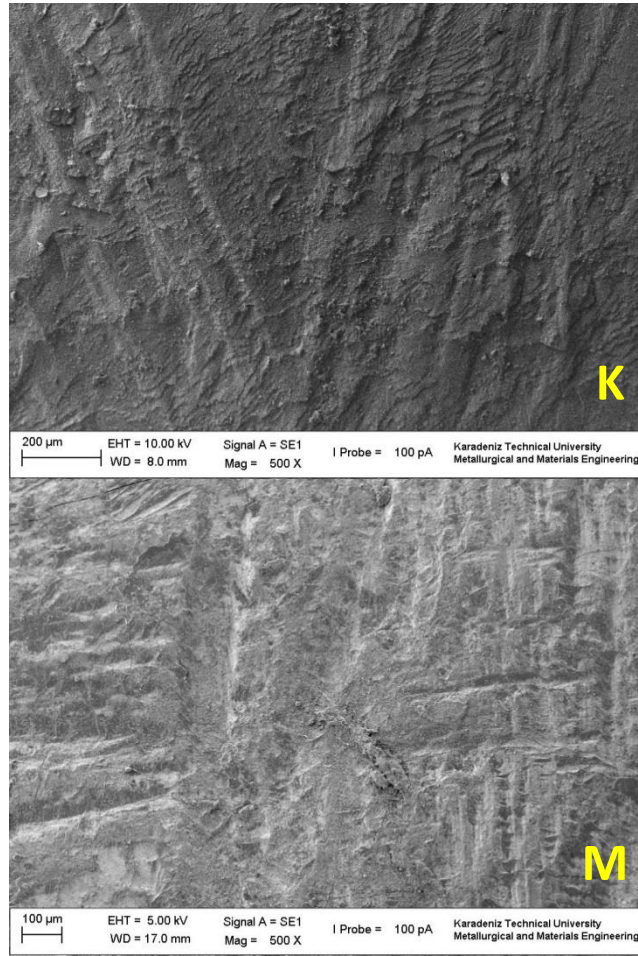 K
200 µm EHT = 10.00 kV Signal A = SE1 I Probe = 100 pA Karadeniz Technical University
WD = 8.0 mm Mag = 500 X Metallurgical and Materials Engineering
M
100 µm EHT = 5.00 kV Signal A = SE1 I Probe = 100 pA Karadeniz Technical University
WD = 17.0 mm Mag = 500 X Metallurgical and Materials Engineering